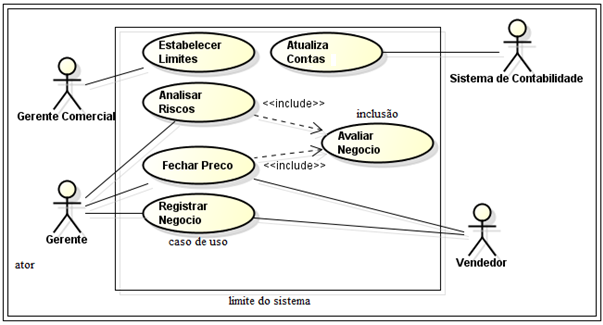 Estabelecer
Limites
Atualiza
Contas
Sistema de Contabilidade
Gerente Comercial
Analisar
Riscos
<<include>>
inclusão
Avaliar
Negocio
Fechar Preco
<<include>>
Gerente
Registrar
Negocio
caso de uso
Vendedor
ator
limite do sistema